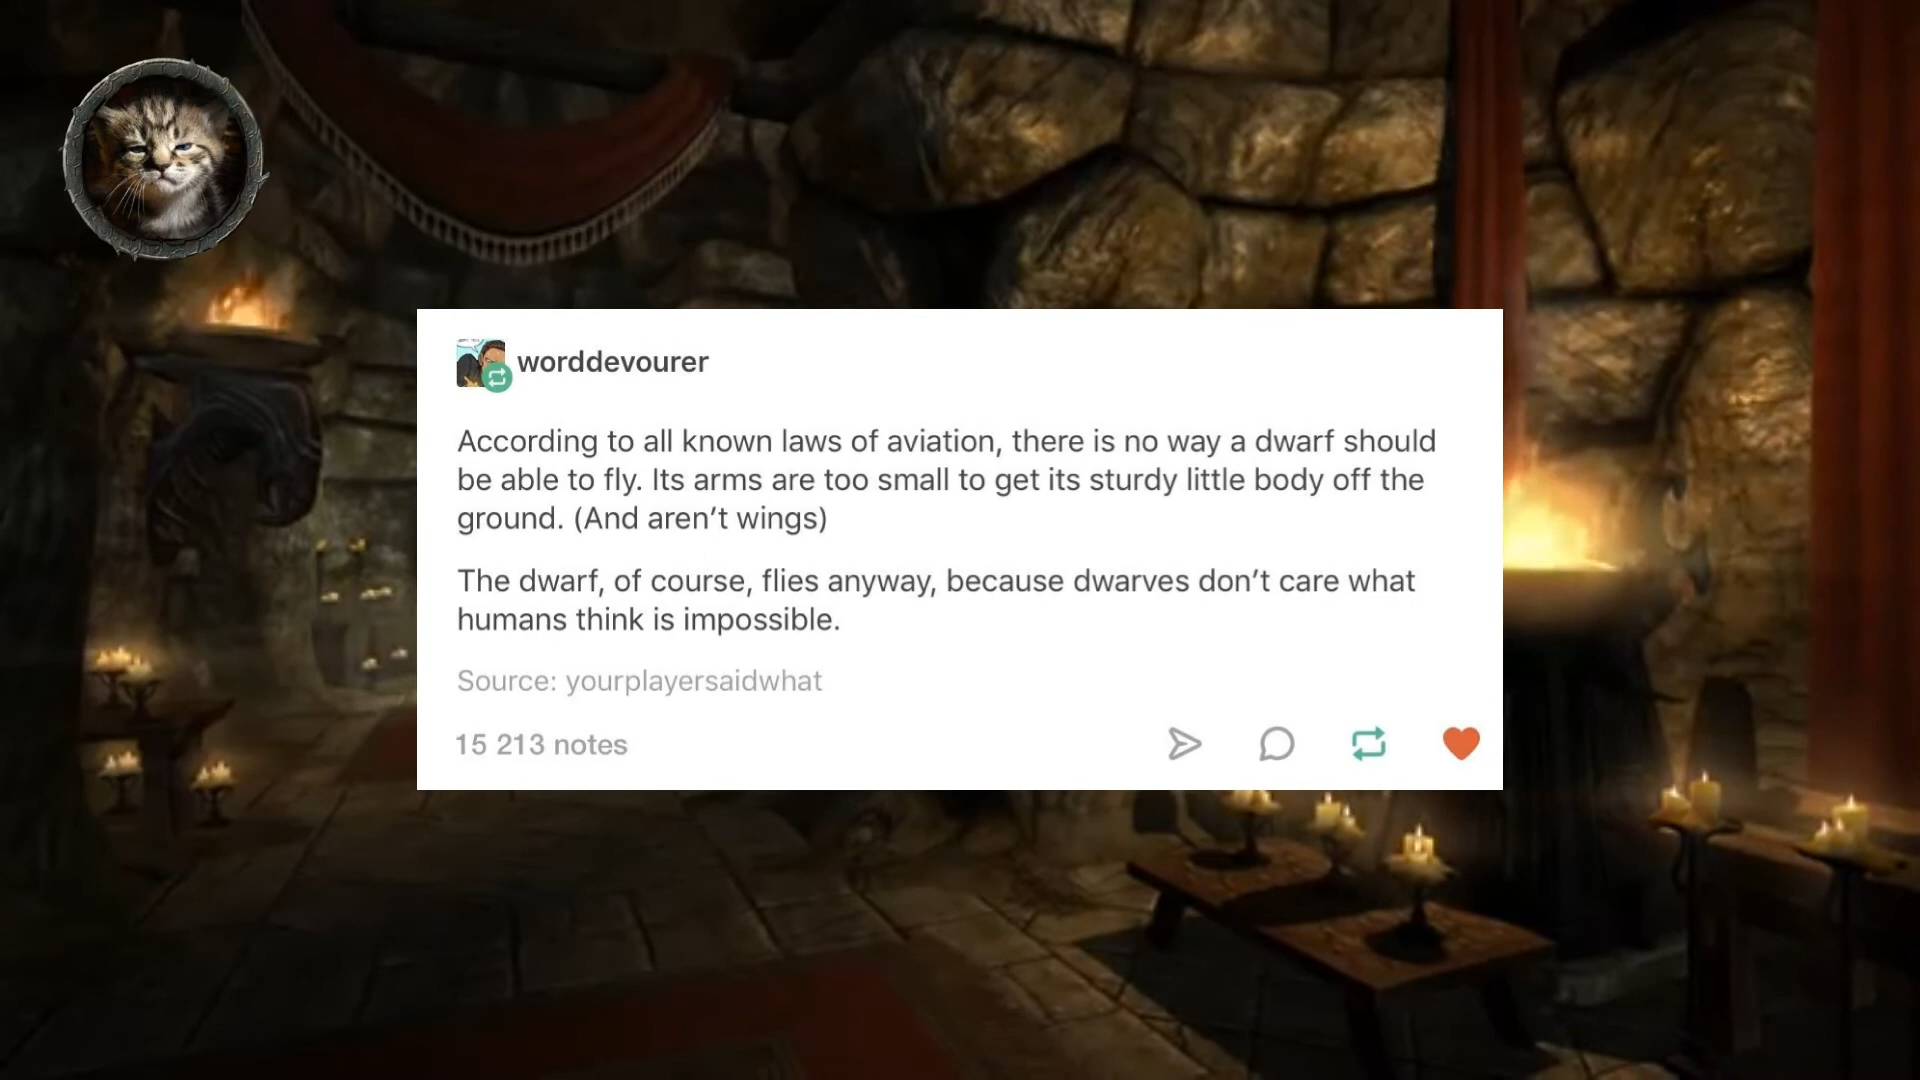 worddevourer
According to all known laws of aviation, there is no way a dwarf should
be able to fly. Its arms are too small to get its sturdy little body off the
ground. (And aren’t wings)
The dwarf, of course, flies anyway, because dwarves don’t care what
humans think is impossible.
Source: yourplayersaidwhat
15 213 notes